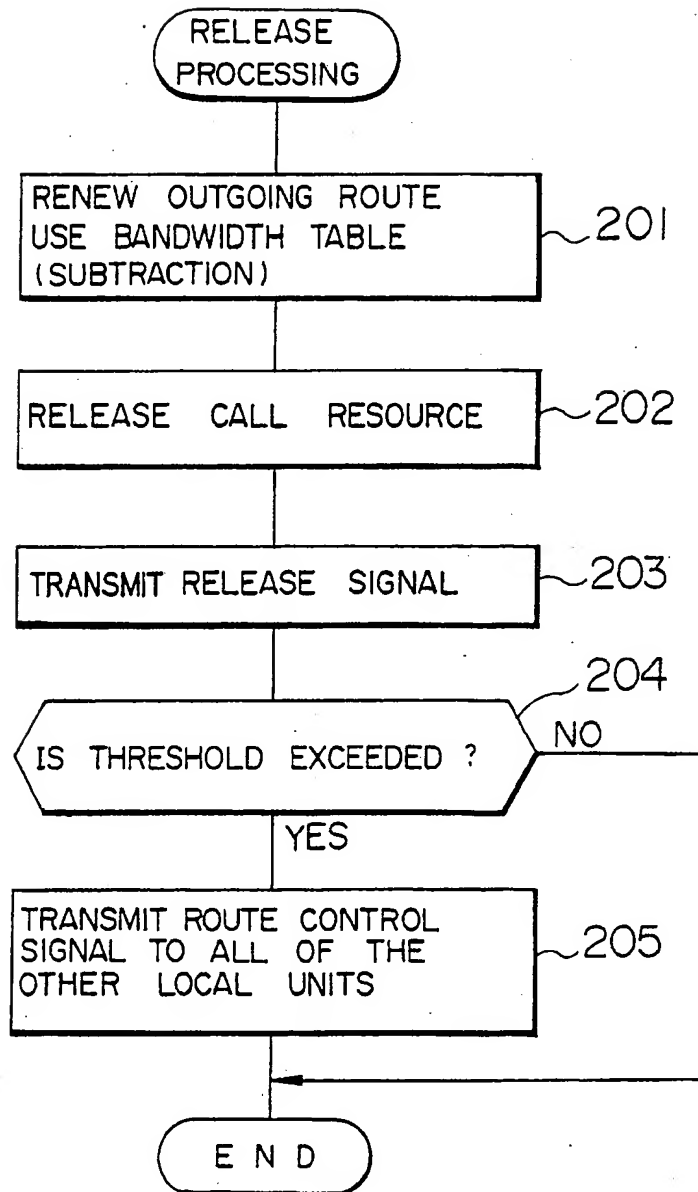 RELEASE
PROCESSING
RENEW OUTGOING ROUTE
USE BANDWIDTH TABLE
(SUBTRACTION)
201
RELEASE CALL RESOURCE
202
TRANSMIT RELEASE SIGNAL
203
204
IS THRESHOLD EXCEEDED ?
NO
YES
TRANSMIT ROUTE CONTROL
SIGNAL TO ALL OF THE
OTHER LOCAL UNITS
205
END